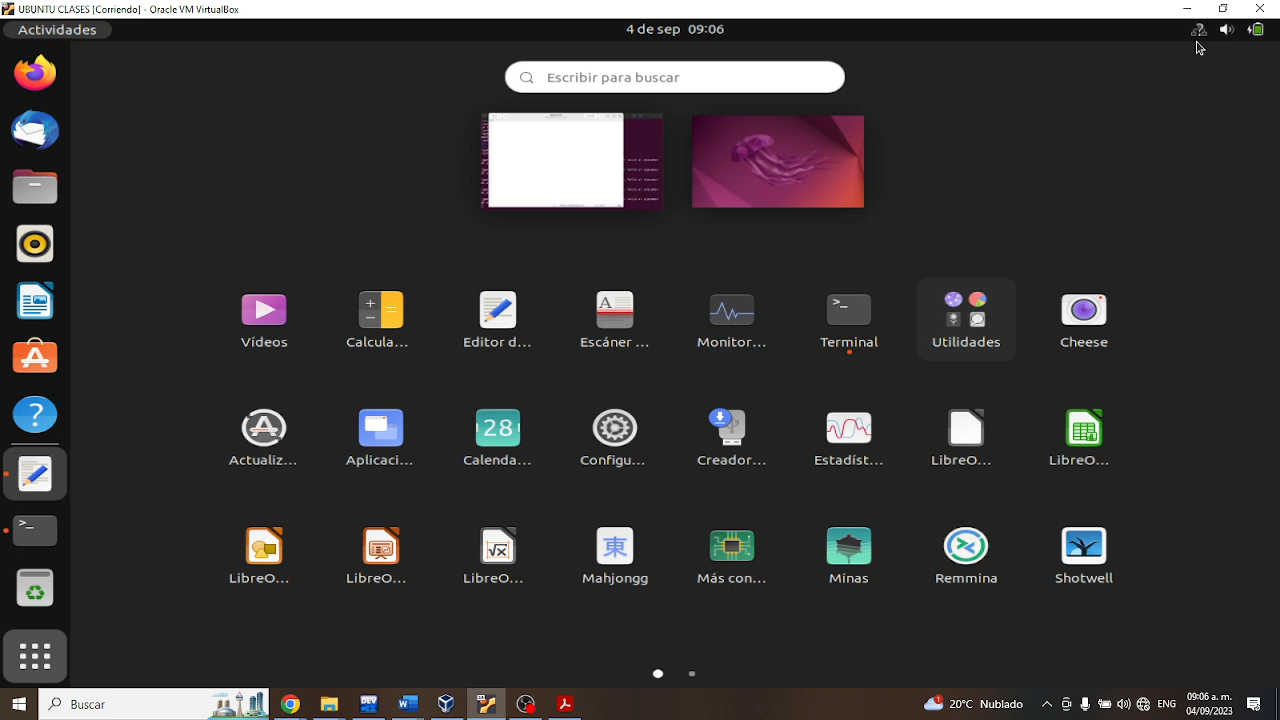 UBUNTU CLASES [Corriendo] - Oracle VM VirtualBox
Actividades
4 de sep 09:06
Escribir para buscar
Vídeos
Calcula...
Editor d...
Escáner ...
Monitor...
Terminal
Utilidades
Cheese
Actualiz...
Aplicaci...
28
Calenda...
Configu...
Creador...
Estadíst...
LibreO...
LibreO...
LibreO...
LibreO...
LibreO...
東
Mahjongg
Más con...
Minas
Remmina
Shotwell
Buscar
DEV
20°C Nublado
ENG
09:06 a. m.
04/09/2023